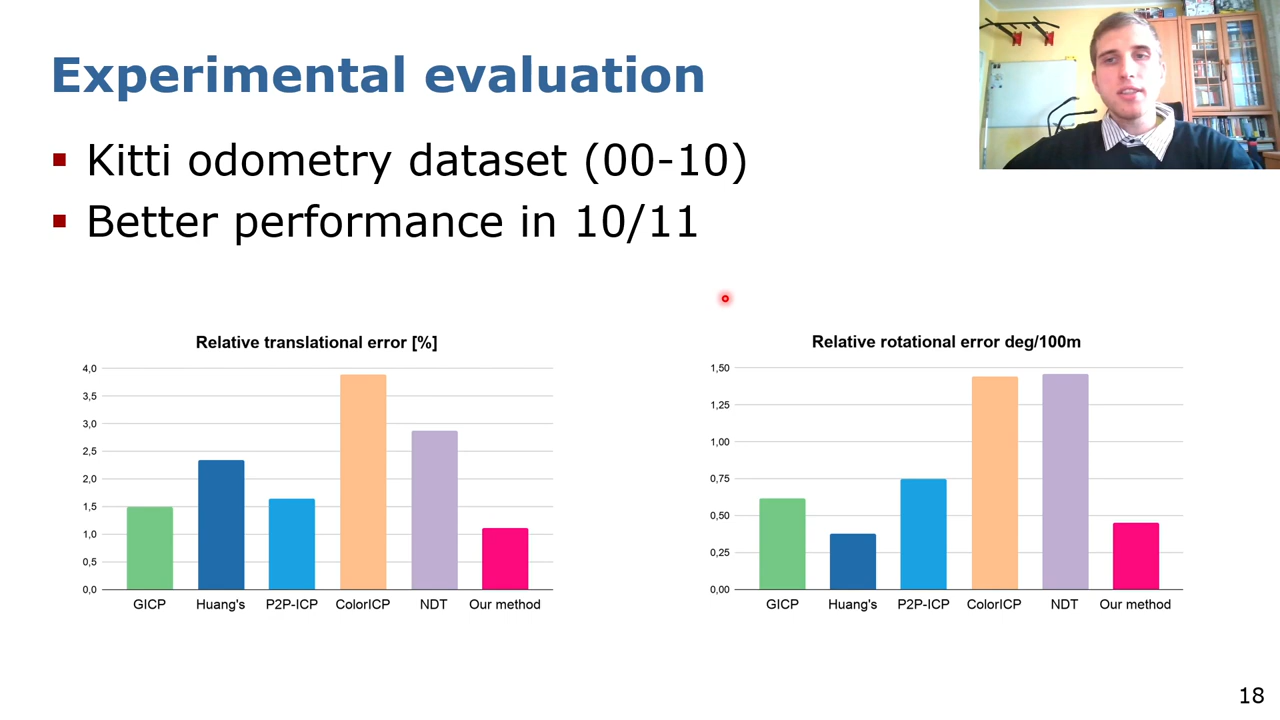 Experimental evaluation
Kitti odometry dataset (00-10)
Better performance in 10/11
Relative translational error [%]
4,0
3,5
3,0
2,5
2,0
1,5
1,0
0,5
0,0
GICP Huang's P2P-ICP ColorICP NDT Our method
Relative rotational error deg/100m
1,50
1,25
1,00
0,75
0,50
0,25
0,00
GICP Huang's P2P-ICP ColorICP NDT Our method
18